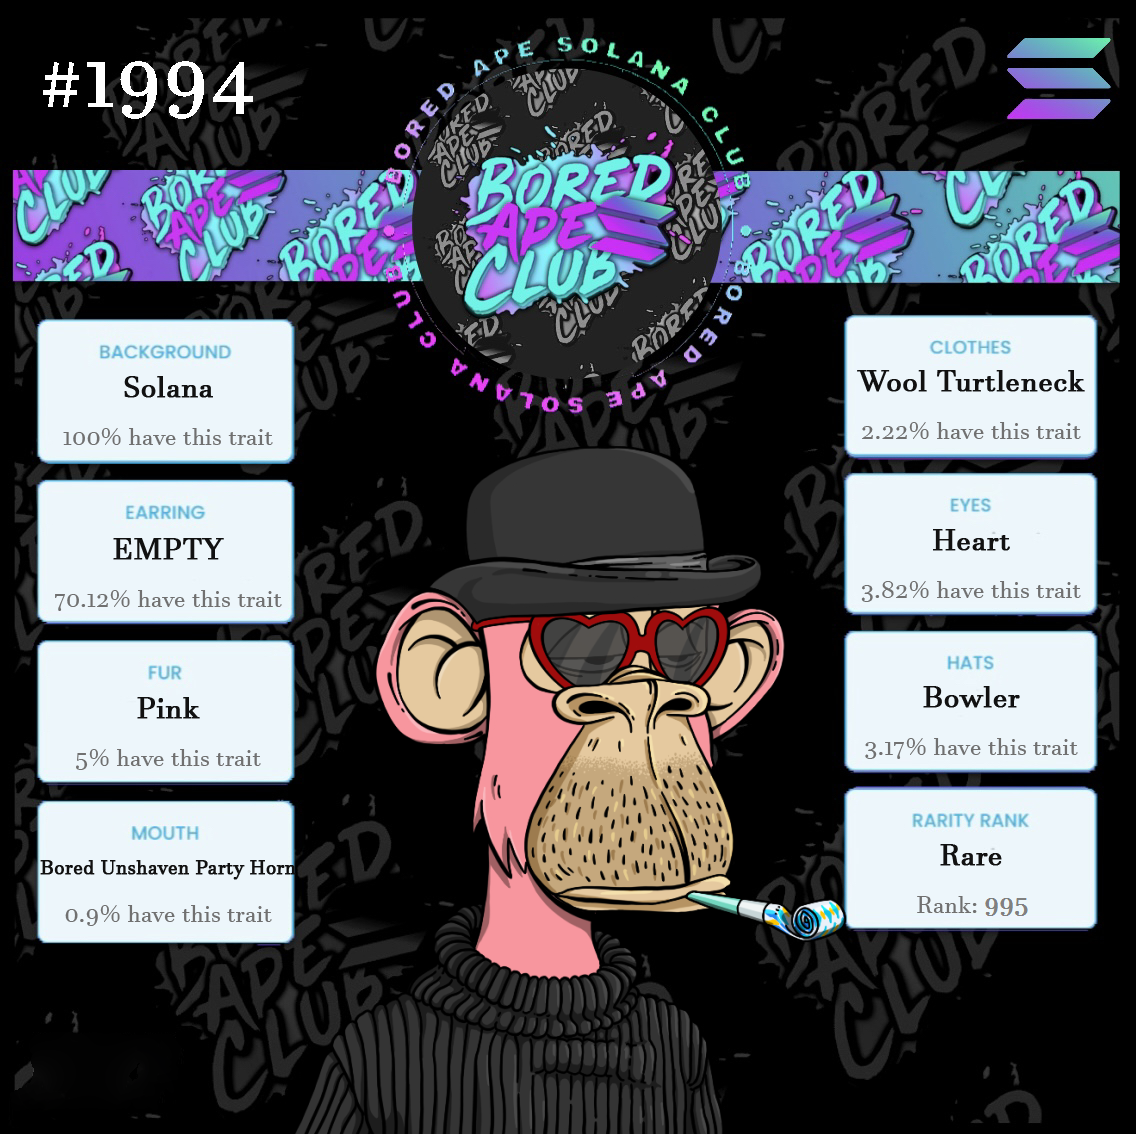 #1994
BORED APE SOLANA CLUB
BORED
APE
CLUB
BORED APE SOLANA CLUB
BACKGROUND
Solana
100% have this trait
EARRING
EMPTY
70.12% have this trait
FUR
Pink
5% have this trait
MOUTH
Bored Unshaven Party Horn
0.9% have this trait
CLOTHES
Wool Turtleneck
2.22% have this trait
EYES
Heart
3.82% have this trait
HATS
Bowler
3.17% have this trait
RARITY RANK
Rare
Rank: 995